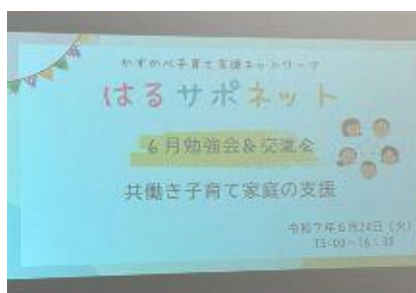 かすかべ子育て支援ネットワーク
はるサポネット
6月勉強会&交流会
共働き子育て家庭の支援
令和7年6月24日(火)
15:00~16:30